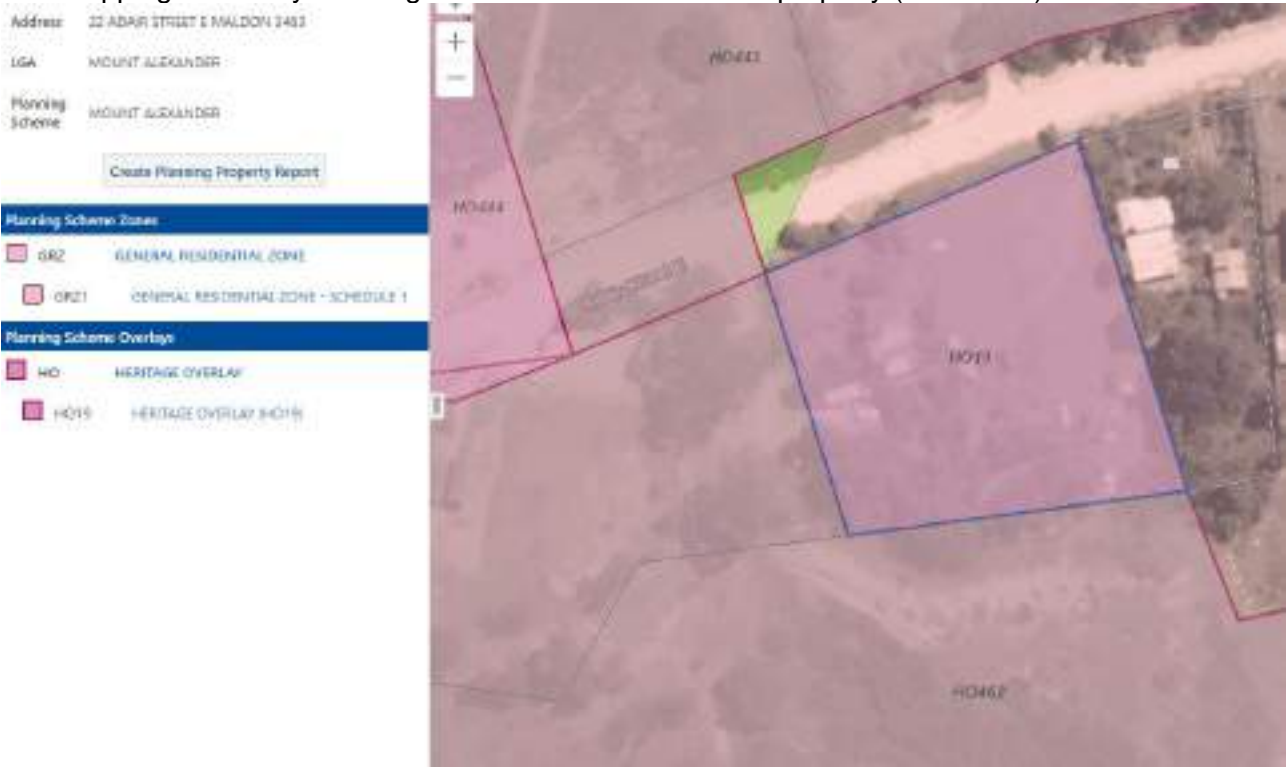 Address 22 ADAIR STREET E MALDON 3463
LGA MOUNT ALEXANDER
Planning Scheme MOUNT ALEXANDER
Create Planning Property Report
Planning Scheme Zones
GRZ GENERAL RESIDENTIAL ZONE
GRZ1 GENERAL RESIDENTIAL ZONE - SCHEDULE 1
Planning Scheme Overlays
HO HERITAGE OVERLAY
HO19 HERITAGE OVERLAY (HO19)
+
−
HO443
HO444
HO19
HO462